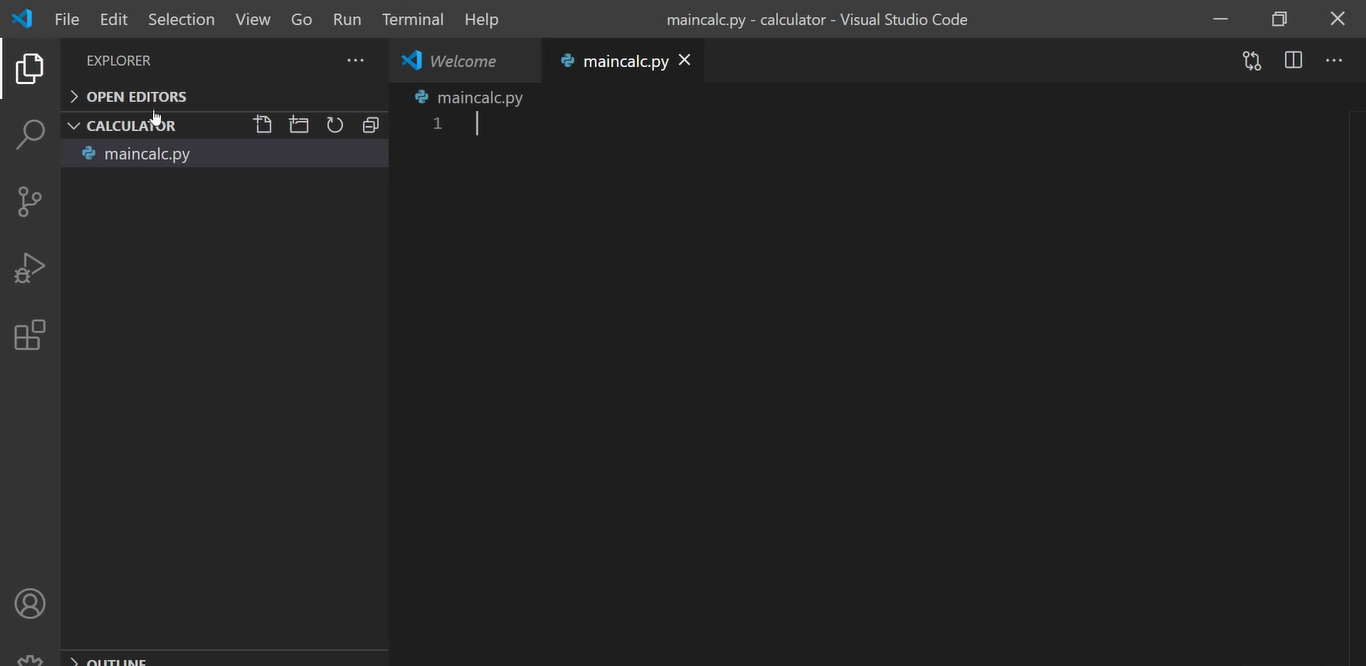 File Edit Selection View Go Run Terminal Help
maincalc.py - calculator - Visual Studio Code
EXPLORER
OPEN EDITORS
CALCULATOR
maincalc.py
OUTLINE
Welcome
maincalc.py
maincalc.py
1